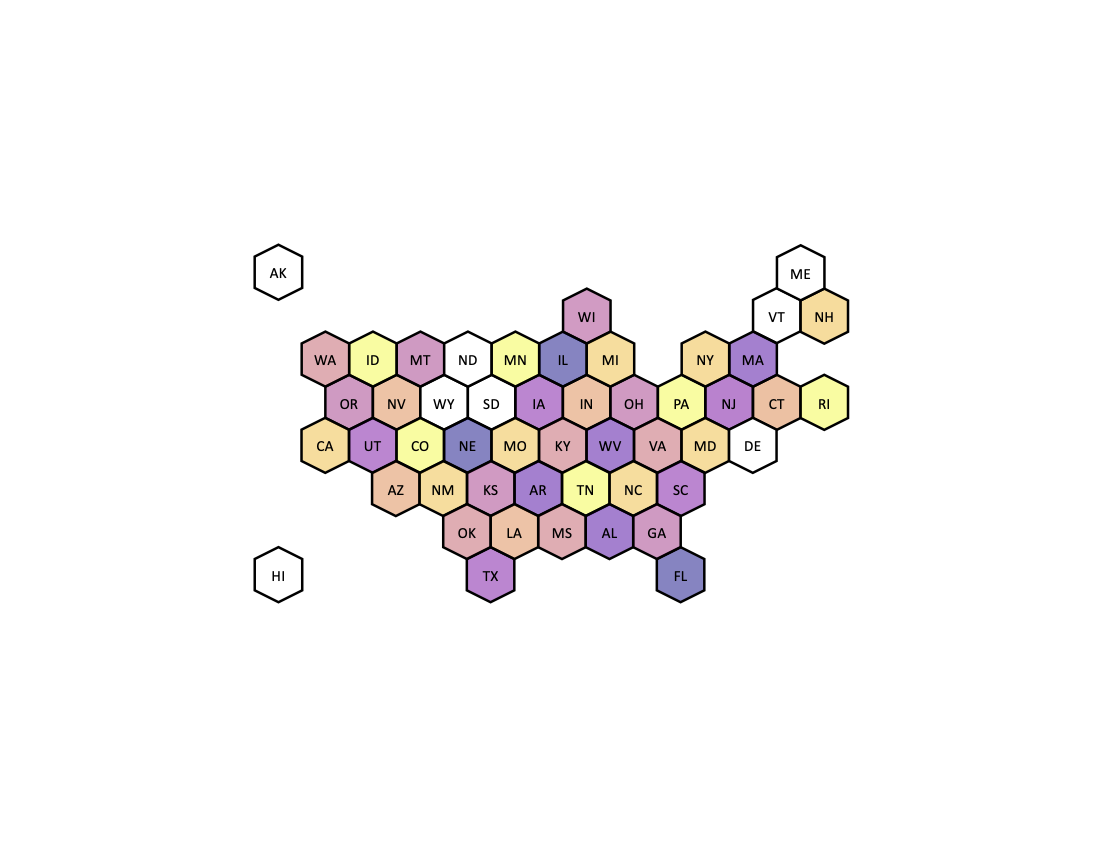 AK ME
WI VT NH
WA ID MT ND MN IL MI NY MA
OR NV WY SD IA IN OH PA NJ CT RI
CA UT CO NE MO KY WV VA MD DE
AZ NM KS AR TN NC SC
OK LA MS AL GA
HI TX FL